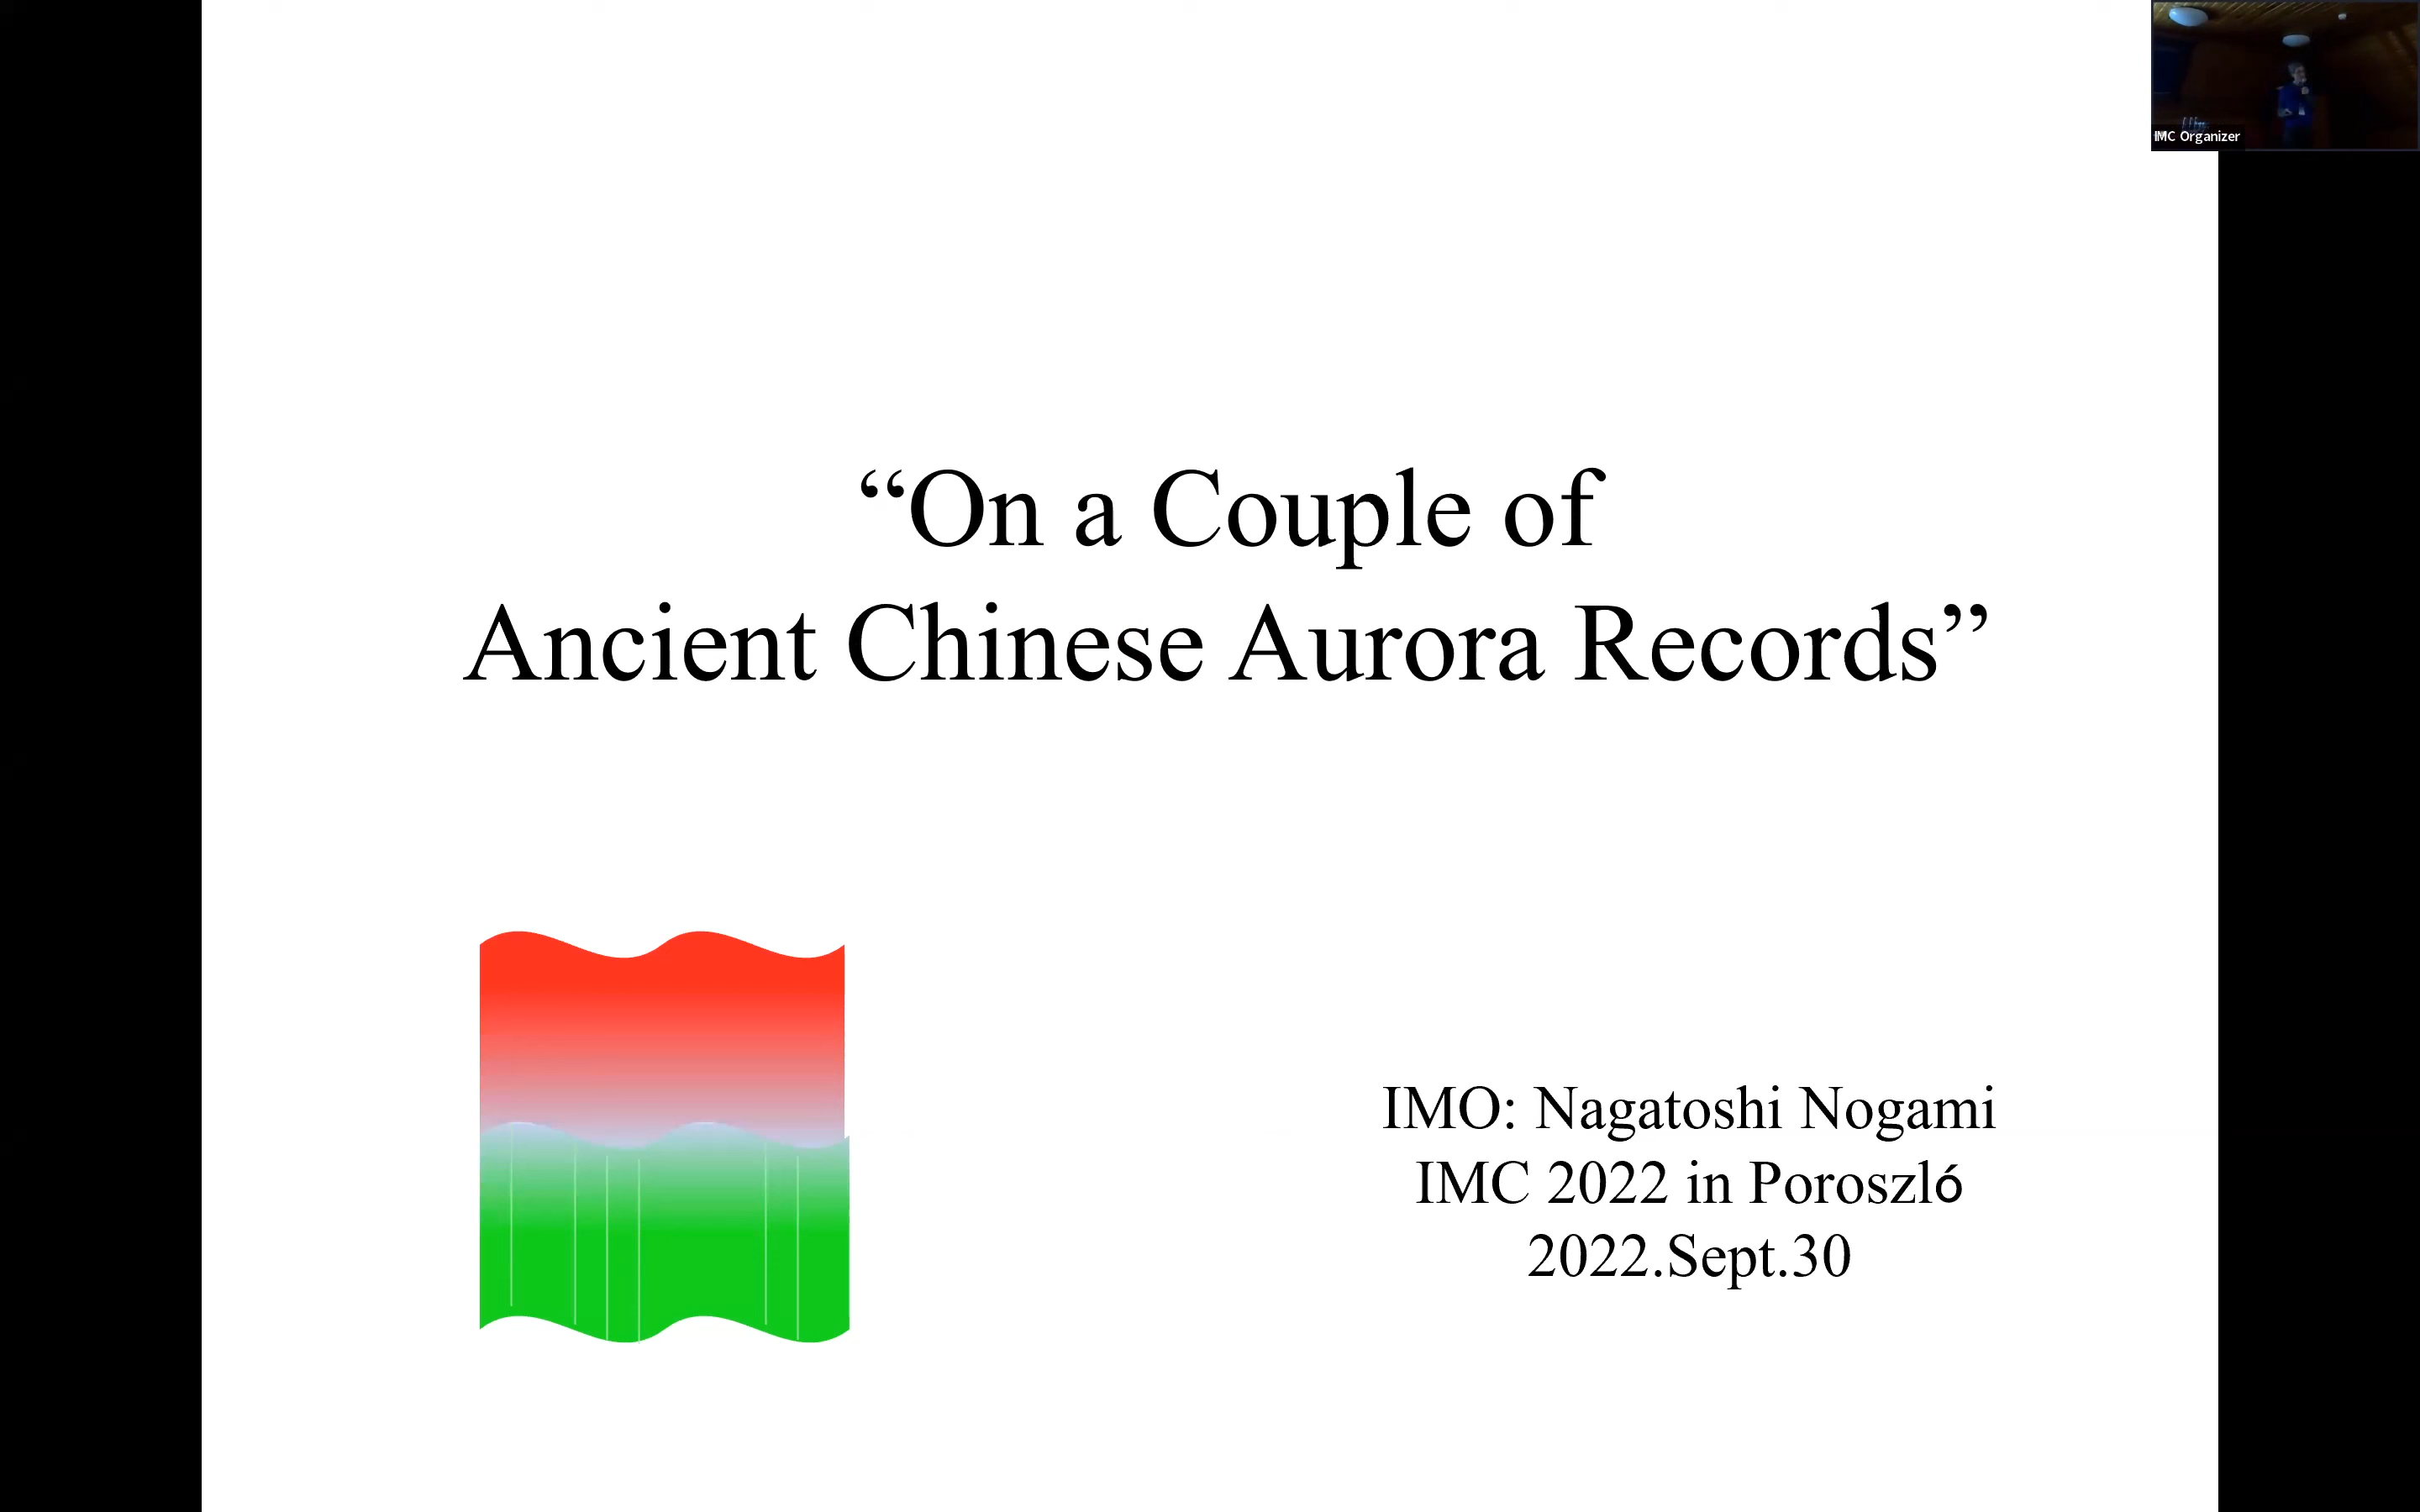 “On a Couple of
Ancient Chinese Aurora Records”
IMO: Nagatoshi Nogami
IMC 2022 in Poroszló
2022.Sept.30
IMC Organizer